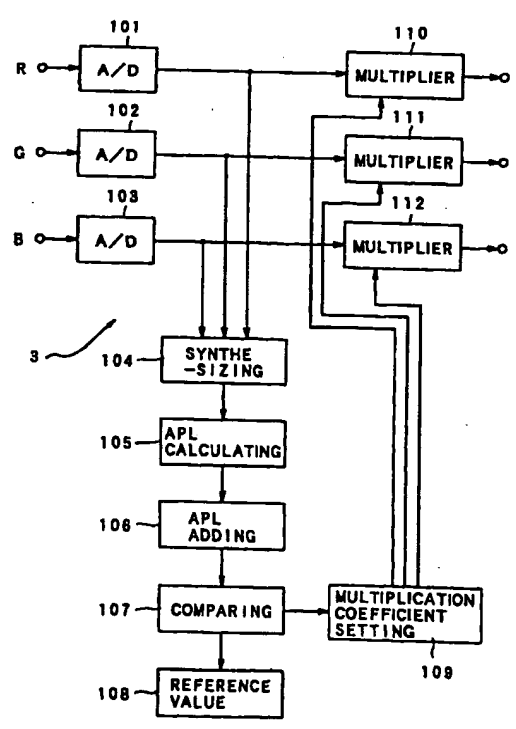 101
110
R
A/D
MULTIPLIER
102
111
G
A/D
MULTIPLIER
103
112
B
A/D
MULTIPLIER
3
104
SYNTHE
-SIZING
105
APL
CALCULATING
106
APL
ADDING
107
COMPARING
MULTIPLICATION
COEFFICIENT
SETTING
109
108
REFERENCE
VALUE